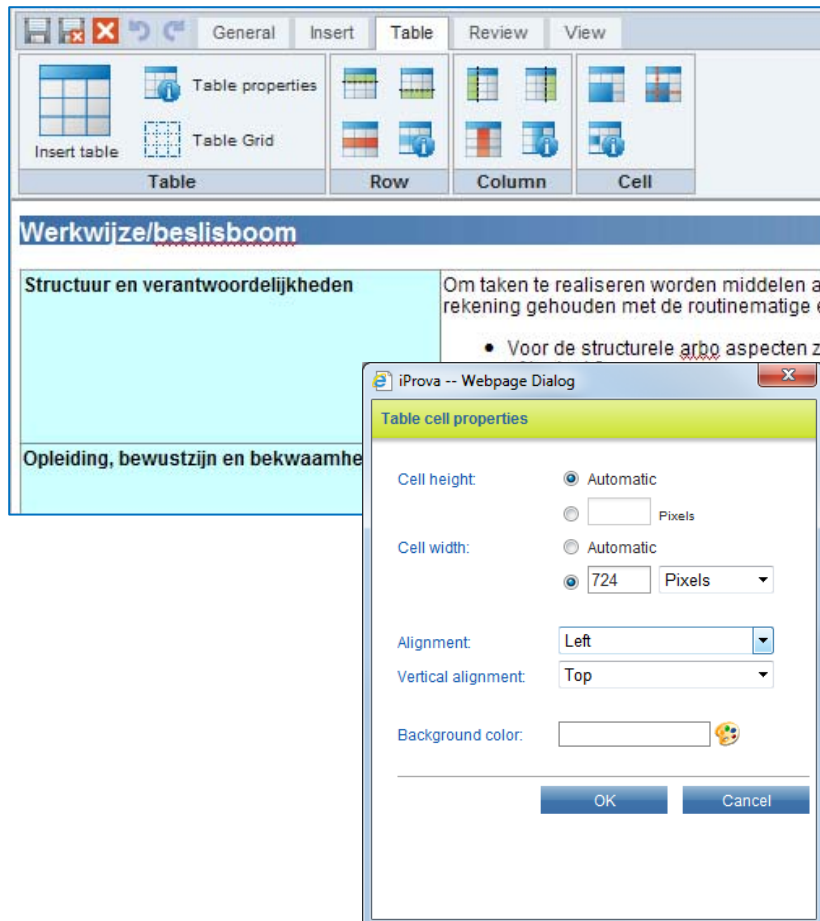 General Insert Table Review View
Insert table
Table properties
Table Grid
Table Row Column Cell
Werkwijze/beslisboom
Structuur en verantwoordelijkheden
Om taken te realiseren worden middelen a
rekening gehouden met de routinematige e
• Voor de structurele arbo aspecten z
Opleiding, bewustzijn en bekwaamhe
iProva -- Webpage Dialog
Table cell properties
Cell height: Automatic
Pixels
Cell width: Automatic
724 Pixels
Alignment: Left
Vertical alignment: Top
Background color:
OK Cancel